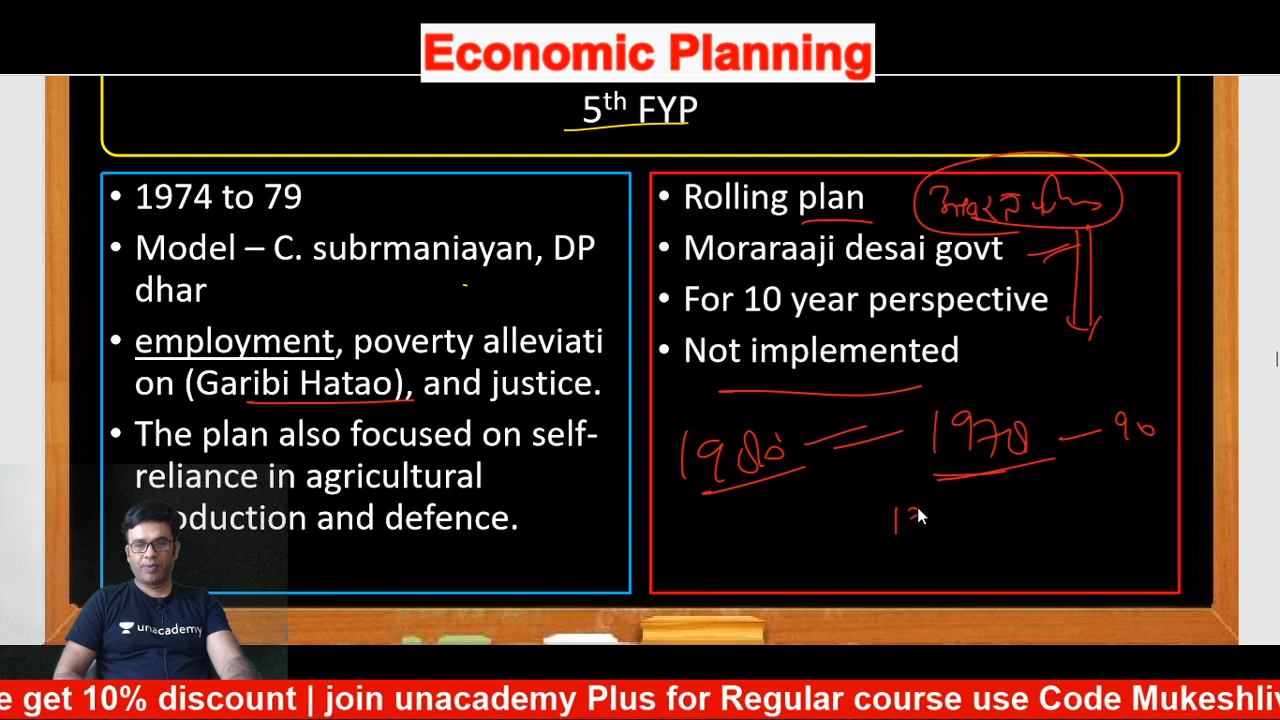 Economic Planning
5th FYP
• 1974 to 79
• Model – C. subrmaniayan, DP
dhar
• employment, poverty alleviati
on (Garibi Hatao), and justice.
• The plan also focused on self-
reliance in agricultural
oduction and defence.
• Rolling plan
• Moraraaji desai govt
• For 10 year perspective
• Not implemented
1980 1978 – 90
unacademy
e get 10% discount | join unacademy Plus for Regular course use Code Mukeshliv